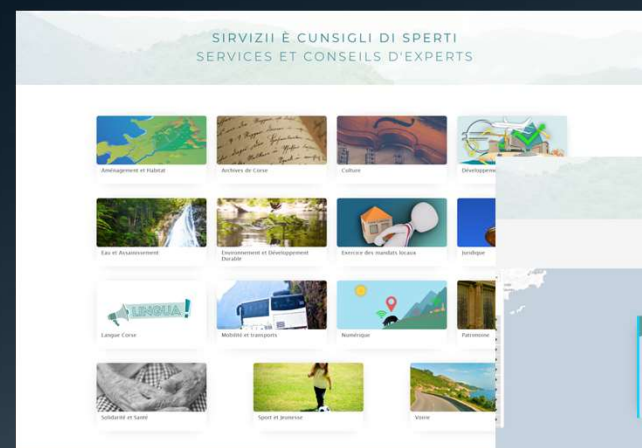 SIRVIZII È CUNSIGLI DI SPERTI
SERVICES ET CONSEILS D'EXPERTS
Aménagement et Habitat
Archives de Corse
Culture
Eau et Assainissement
Environnement et Développement
Durable
Exercice des mandats locaux
Juridique
LINGUA
Langue Corse
Mobilité et transports
Numérique
Patrimoine
Solidarité et Santé
Sport et Jeunesse
Voirie